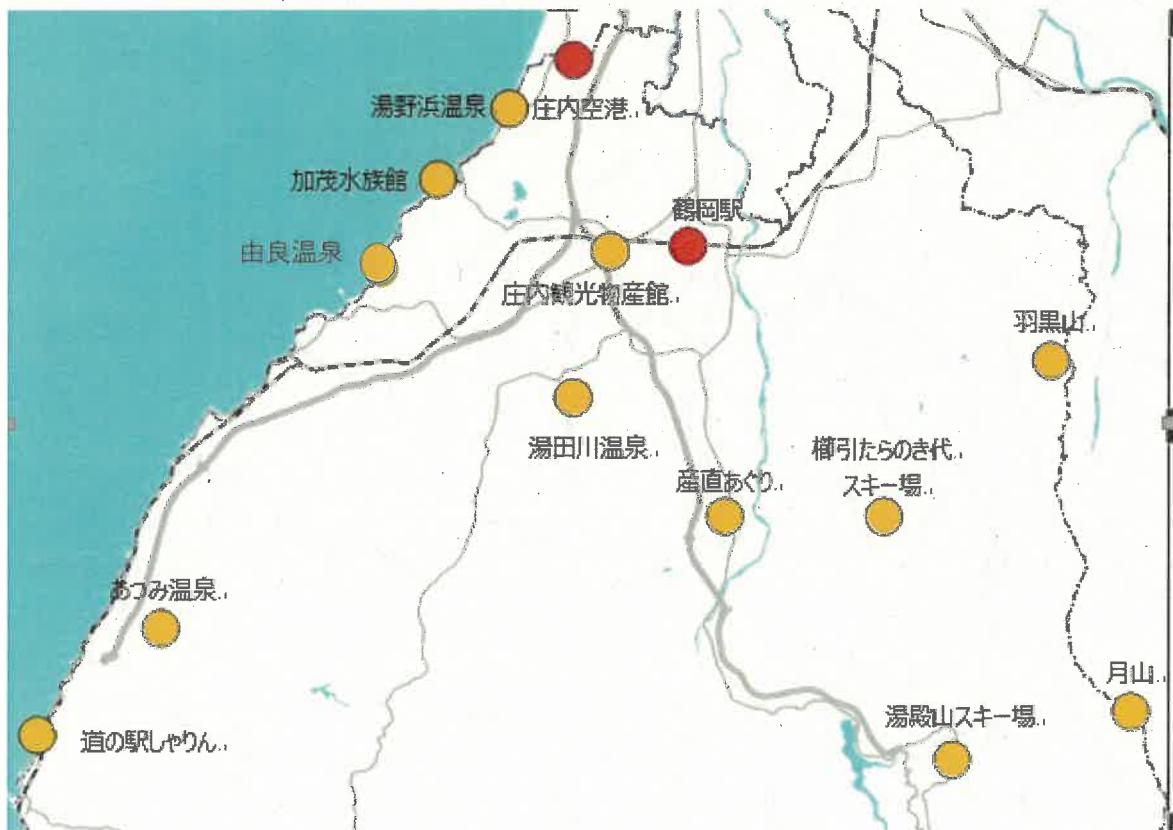 湯野浜温泉
庄内空港
加茂水族館
鶴岡駅
由良温泉
庄内観光物産館
羽黒山
湯田川温泉
櫛引たらのき代
スキー場
産直あぐり
あつみ温泉
月山
湯殿山スキー場
道の駅しゃりん